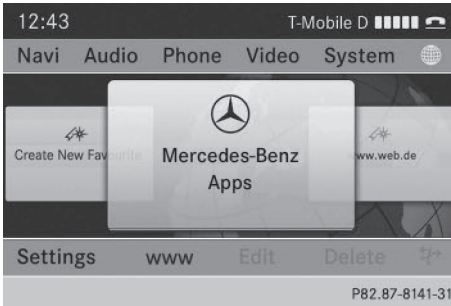 12:43 T-Mobile D
Navi Audio Phone Video System
Create New Favourite
Mercedes-Benz
Apps
www.web.de
Settings www Edit Delete
P82.87-8141-31